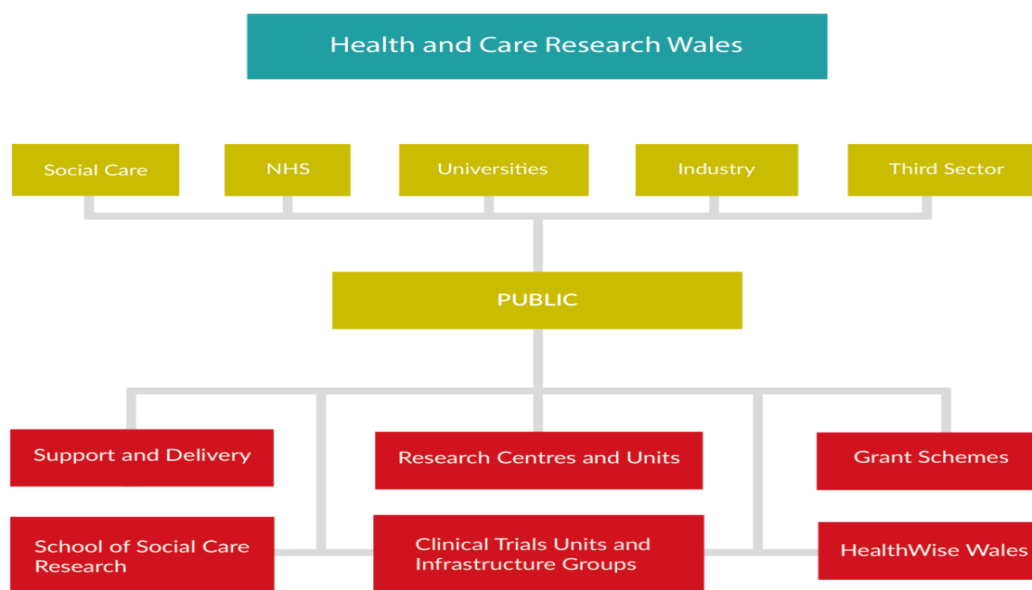 Health and Care Research Wales
Social Care
NHS
Universities
Industry
Third Sector
PUBLIC
Support and Delivery
Research Centres and Units
Grant Schemes
School of Social Care
Research
Clinical Trials Units and
Infrastructure Groups
HealthWise Wales